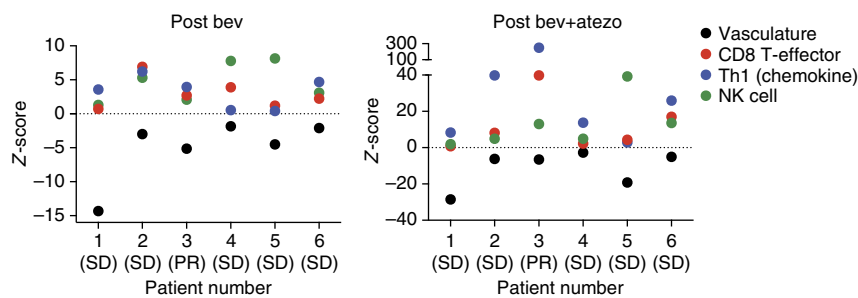 Post bev
Z-score
10
5
0
−5
−10
−15
1 2 3 4 5 6
(SD) (SD) (PR) (SD) (SD) (SD)
Patient number
Post bev+atezo
Z-score
300
100
40
20
0
−20
−40
1 2 3 4 5 6
(SD) (SD) (PR) (SD) (SD) (SD)
Patient number
Vasculature
CD8 T-effector
Th1 (chemokine)
NK cell